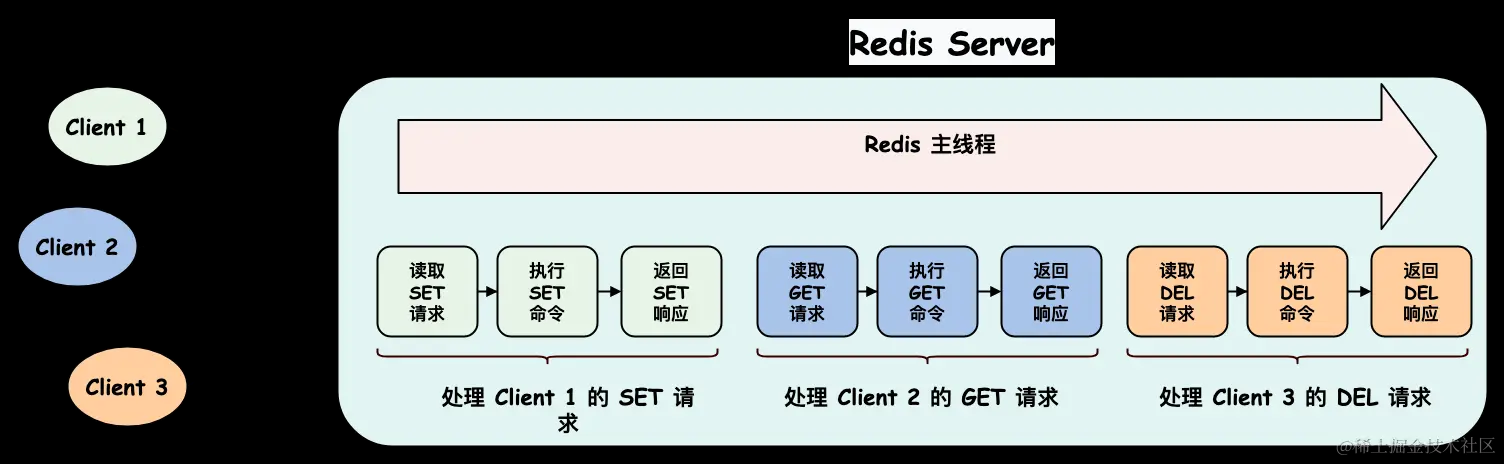 Redis Server
Client 1
Redis 主线程
Client 2
读取
SET
请求
执行
SET
命令
返回
SET
响应
读取
GET
请求
执行
GET
命令
返回
GET
响应
读取
DEL
请求
执行
DEL
命令
返回
DEL
响应
Client 3
处理 Client 1 的 SET 请
求
处理 Client 2 的 GET 请求
处理 Client 3 的 DEL 请求
@稀土掘金技术社区